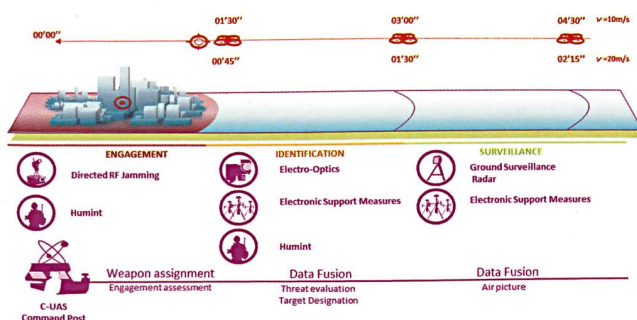 01'30" 03'00" 04'30" v=10m/s
00'00"
00'45" 01'30" 02'15" v=20m/s
ENGAGEMENT IDENTIFICATION SURVEILLANCE
Directed RF Jamming Electro-Optics Ground Surveillance
Radar
Humint Electronic Support Measures Electronic Support Measures
Humint
Weapon assignment Data Fusion Data Fusion
Engagement assessment Threat evaluation Air picture
Target Designation
C-UAS
Command Post